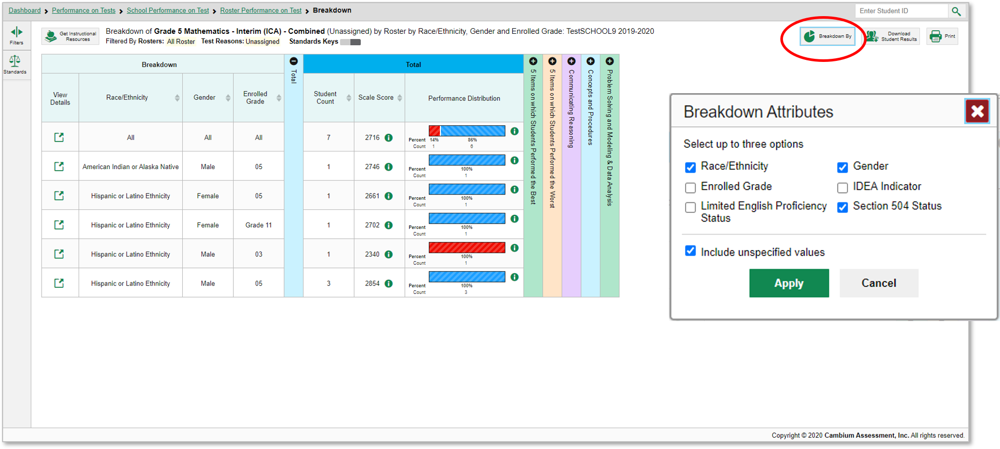 Dashboard Performance on Tests School Performance on Test Roster Performance on Test Breakdown
Enter Student ID
Filters
Standards
Get Instructional
Resources
Breakdown of Grade 5 Mathematics - Interim (ICA) - Combined (Unassigned) by Roster by Race/Ethnicity, Gender and Enrolled Grade: TestSCHOOL9 2019-2020
Filtered By Rosters: All Roster Test Reasons: Unassigned Standards Keys
Breakdown By
Download
Student Results
Print
Breakdown
Total
Total
View
Details
Race/Ethnicity
Gender
Enrolled
Grade
Student
Count
Scale Score
Performance Distribution
5 Items on which Students Performed the Best
5 Items on which Students Performed the Worst
Communicating Reasoning
Concepts and Procedures
Problem Solving and Modeling & Data Analysis
All All All 7 2716
Percent 14% 86%
Count 1 6
American Indian or Alaska Native Male 05 1 2746
Percent 100%
Count 1
Hispanic or Latino Ethnicity Female 05 1 2661
Percent 100%
Count 1
Hispanic or Latino Ethnicity Female Grade 11 1 2702
Percent 100%
Count 1
Hispanic or Latino Ethnicity Male 03 1 2340
Percent 100%
Count 1
Hispanic or Latino Ethnicity Male 05 3 2854
Percent 100%
Count 3
Breakdown Attributes
Select up to three options
Race/Ethnicity Gender
Enrolled Grade IDEA Indicator
Limited English Proficiency Section 504 Status
Status
Include unspecified values
Apply Cancel
Copyright © 2020 Cambium Assessment, Inc. All rights reserved.